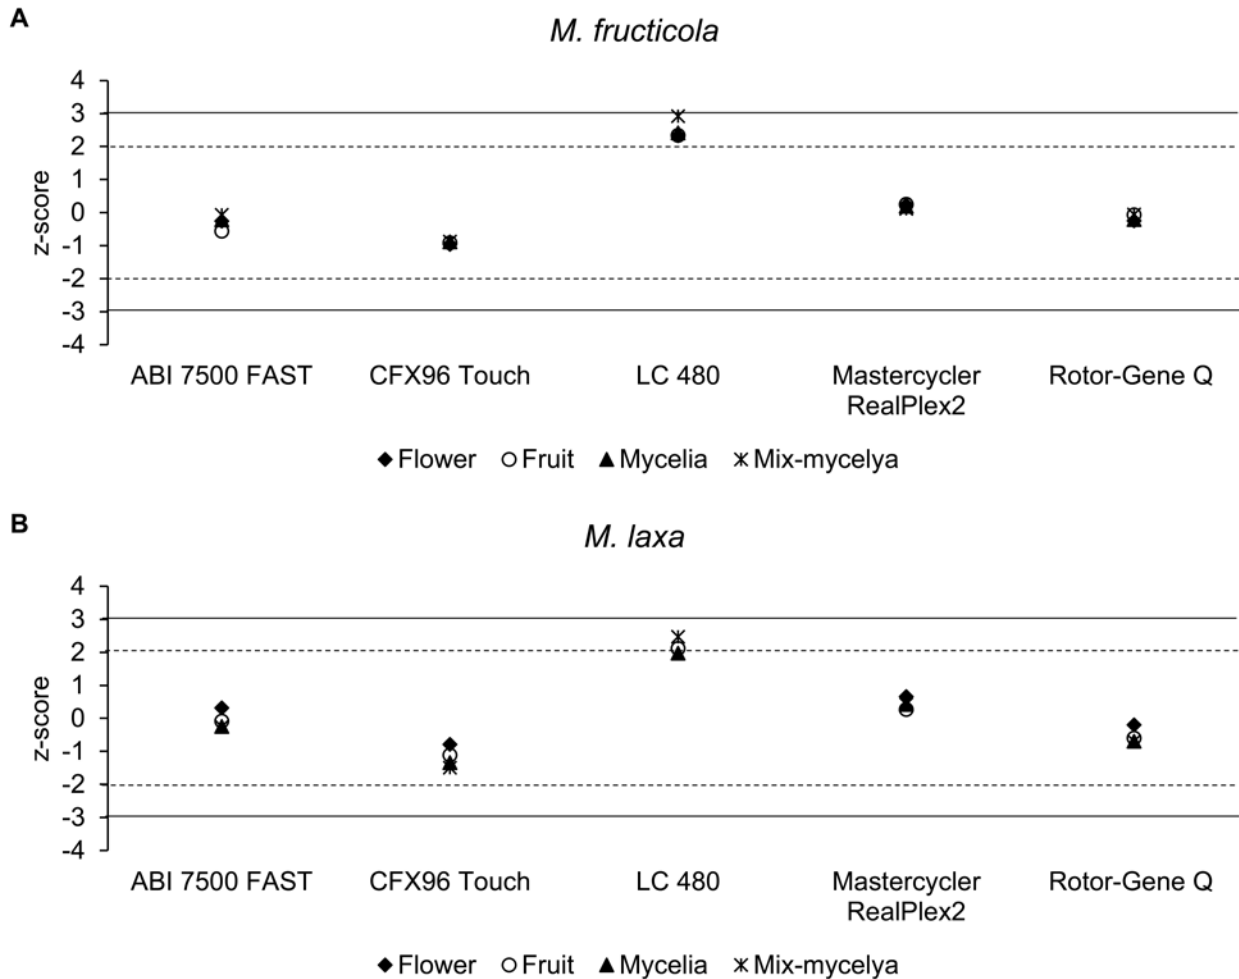 A
M. fructicola
4
3
2
1
0
-1
-2
-3
-4
z-score
ABI 7500 FAST CFX96 Touch LC 480 Mastercycler RealPlex2 Rotor-Gene Q
Flower Fruit Mycelia Mix-mycelya
B
M. laxa
4
3
2
1
0
-1
-2
-3
-4
z-score
ABI 7500 FAST CFX96 Touch LC 480 Mastercycler RealPlex2 Rotor-Gene Q
Flower Fruit Mycelia Mix-mycelya